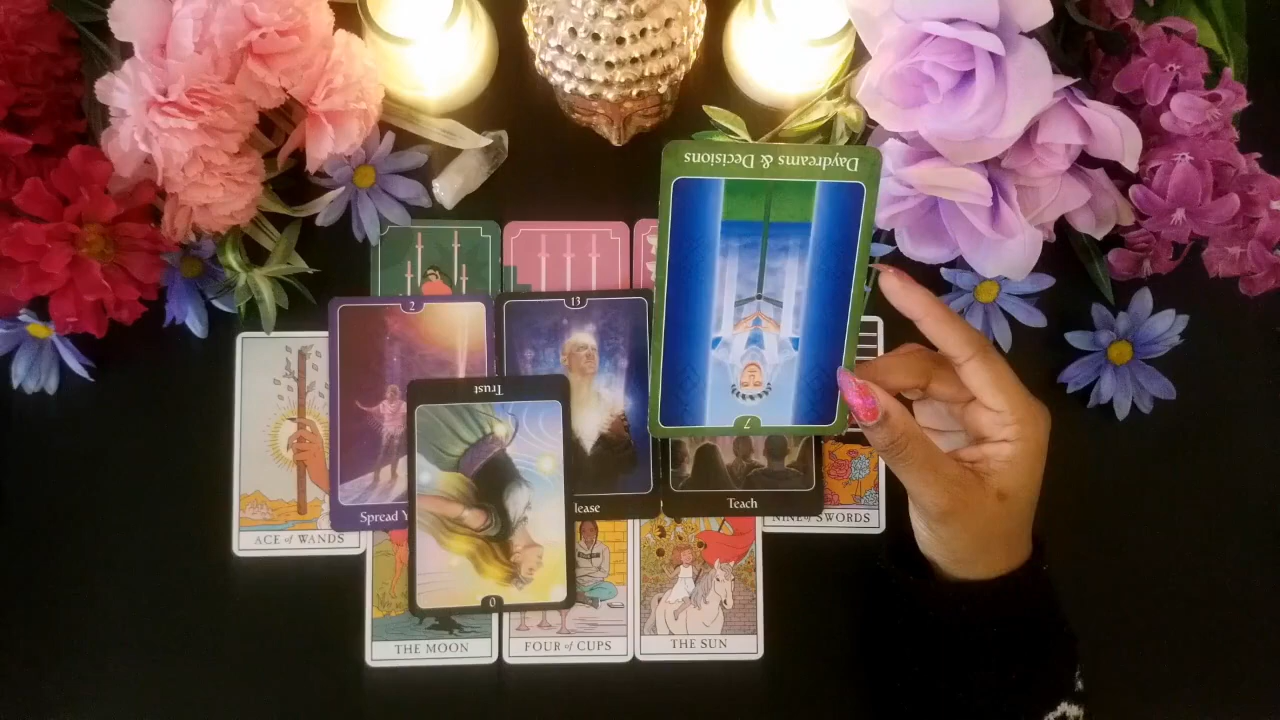 Daydreams & Decisions
7
2
13
Trust
Spread
Teach
0
ACE of WANDS
NINE of SWORDS
THE MOON
FOUR of CUPS
THE SUN